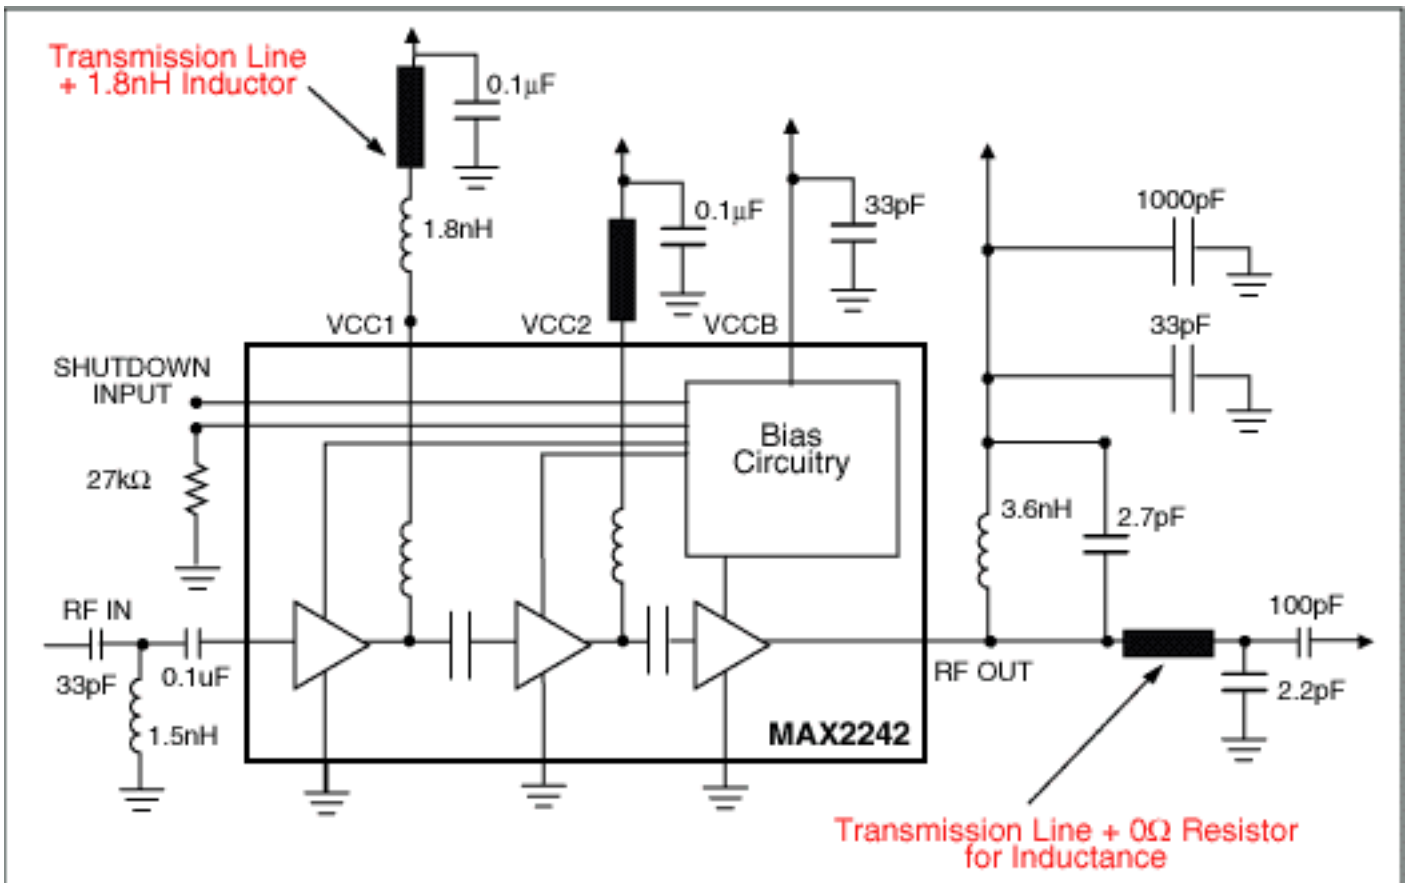 Transmission Line
+ 1.8nH Inductor
0.1µF
1.8nH
0.1µF
33pF
1000pF
33pF
VCC1
VCC2
VCCB
SHUTDOWN
INPUT
27kΩ
Bias
Circuitry
3.6nH
2.7pF
RF IN
33pF
0.1uF
1.5nH
RF OUT
100pF
2.2pF
MAX2242
Transmission Line + 0Ω Resistor
for Inductance